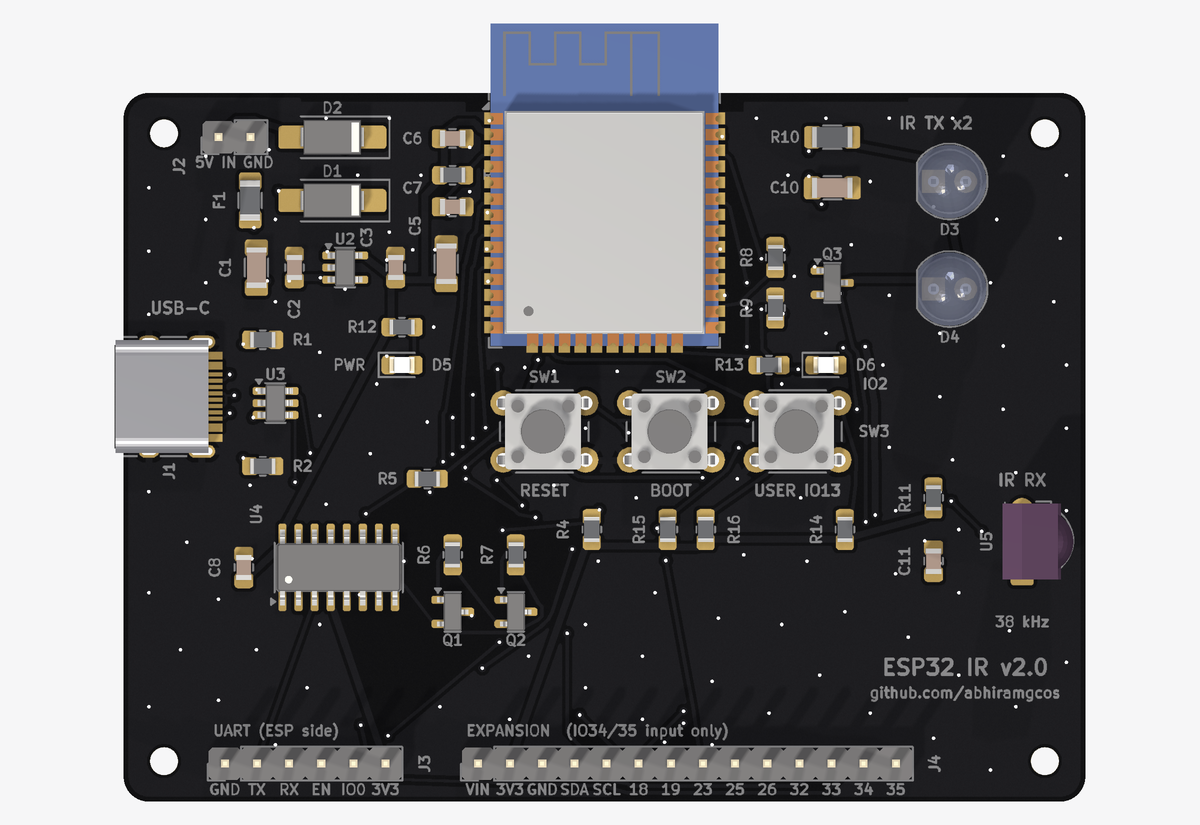 D2
C6
R10
IR TX x2
5V IN GND
J2
D1
C7
C10
F1
C5
D3
U2
C3
R8
Q3
C1
C2
R9
USB-C
R12
D4
R1
PWR
D5
R13
D6
U3
SW1
SW2
IO2
SW3
J1
R2
R5
RESET
BOOT
USER IO13
R11
IR RX
U4
R4
R15
R16
R14
U5
C8
R6
R7
C11
Q1
Q2
38 kHz
ESP32 IR v2.0
github.com/abhiramgcos
UART (ESP side)
EXPANSION (IO34/35 input only)
J3
J4
GND TX RX EN IO0 3V3
VIN 3V3 GND SDA SCL 18 19 23 25 26 32 33 34 35